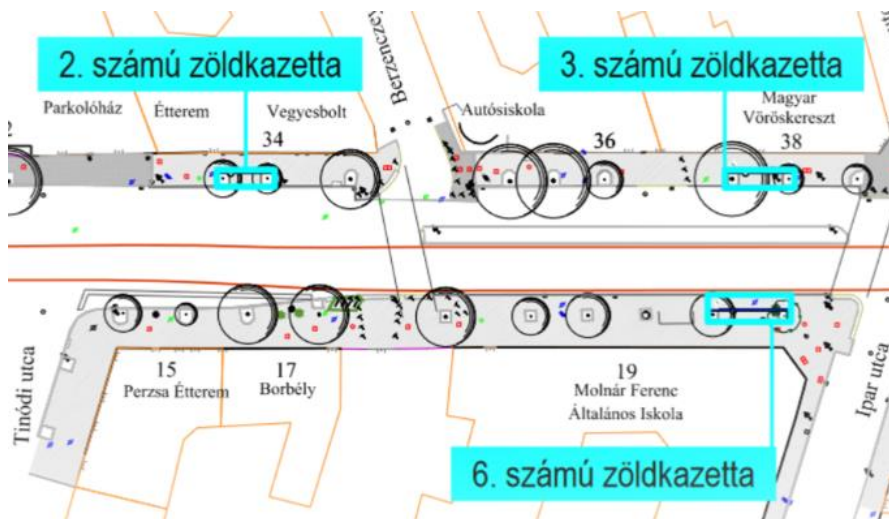 2. számú zöldkazetta
3. számú zöldkazetta
Parkolóház
Étterem
Vegyesbolt
Berzenczey
Autósiskola
Magyar
Vöröskereszt
34
36
38
Tinódi utca
15
Perzsa Étterem
17
Borbély
19
Molnár Ferenc
Általános Iskola
Ipar utca
6. számú zöldkazetta